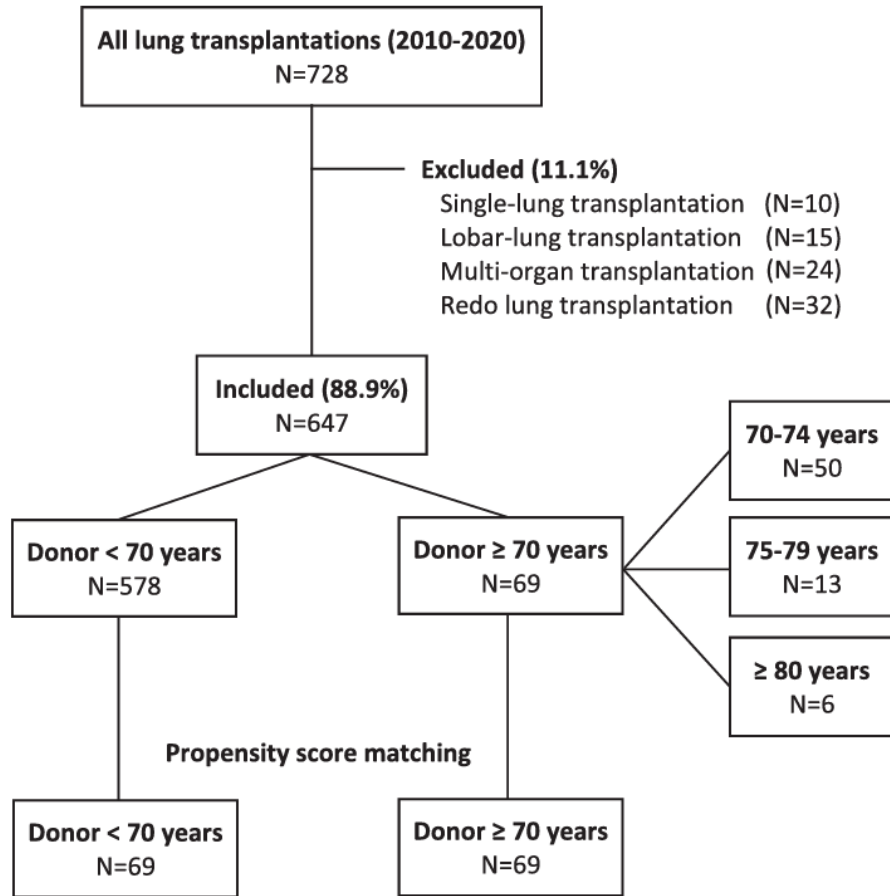 All lung transplantations (2010-2020)
N=728
Excluded (11.1%)
Single-lung transplantation (N=10)
Lobar-lung transplantation (N=15)
Multi-organ transplantation (N=24)
Redo lung transplantation (N=32)
Included (88.9%)
N=647
70-74 years
N=50
Donor < 70 years
N=578
Donor ≥ 70 years
N=69
75-79 years
N=13
≥ 80 years
N=6
Propensity score matching
Donor < 70 years
N=69
Donor ≥ 70 years
N=69